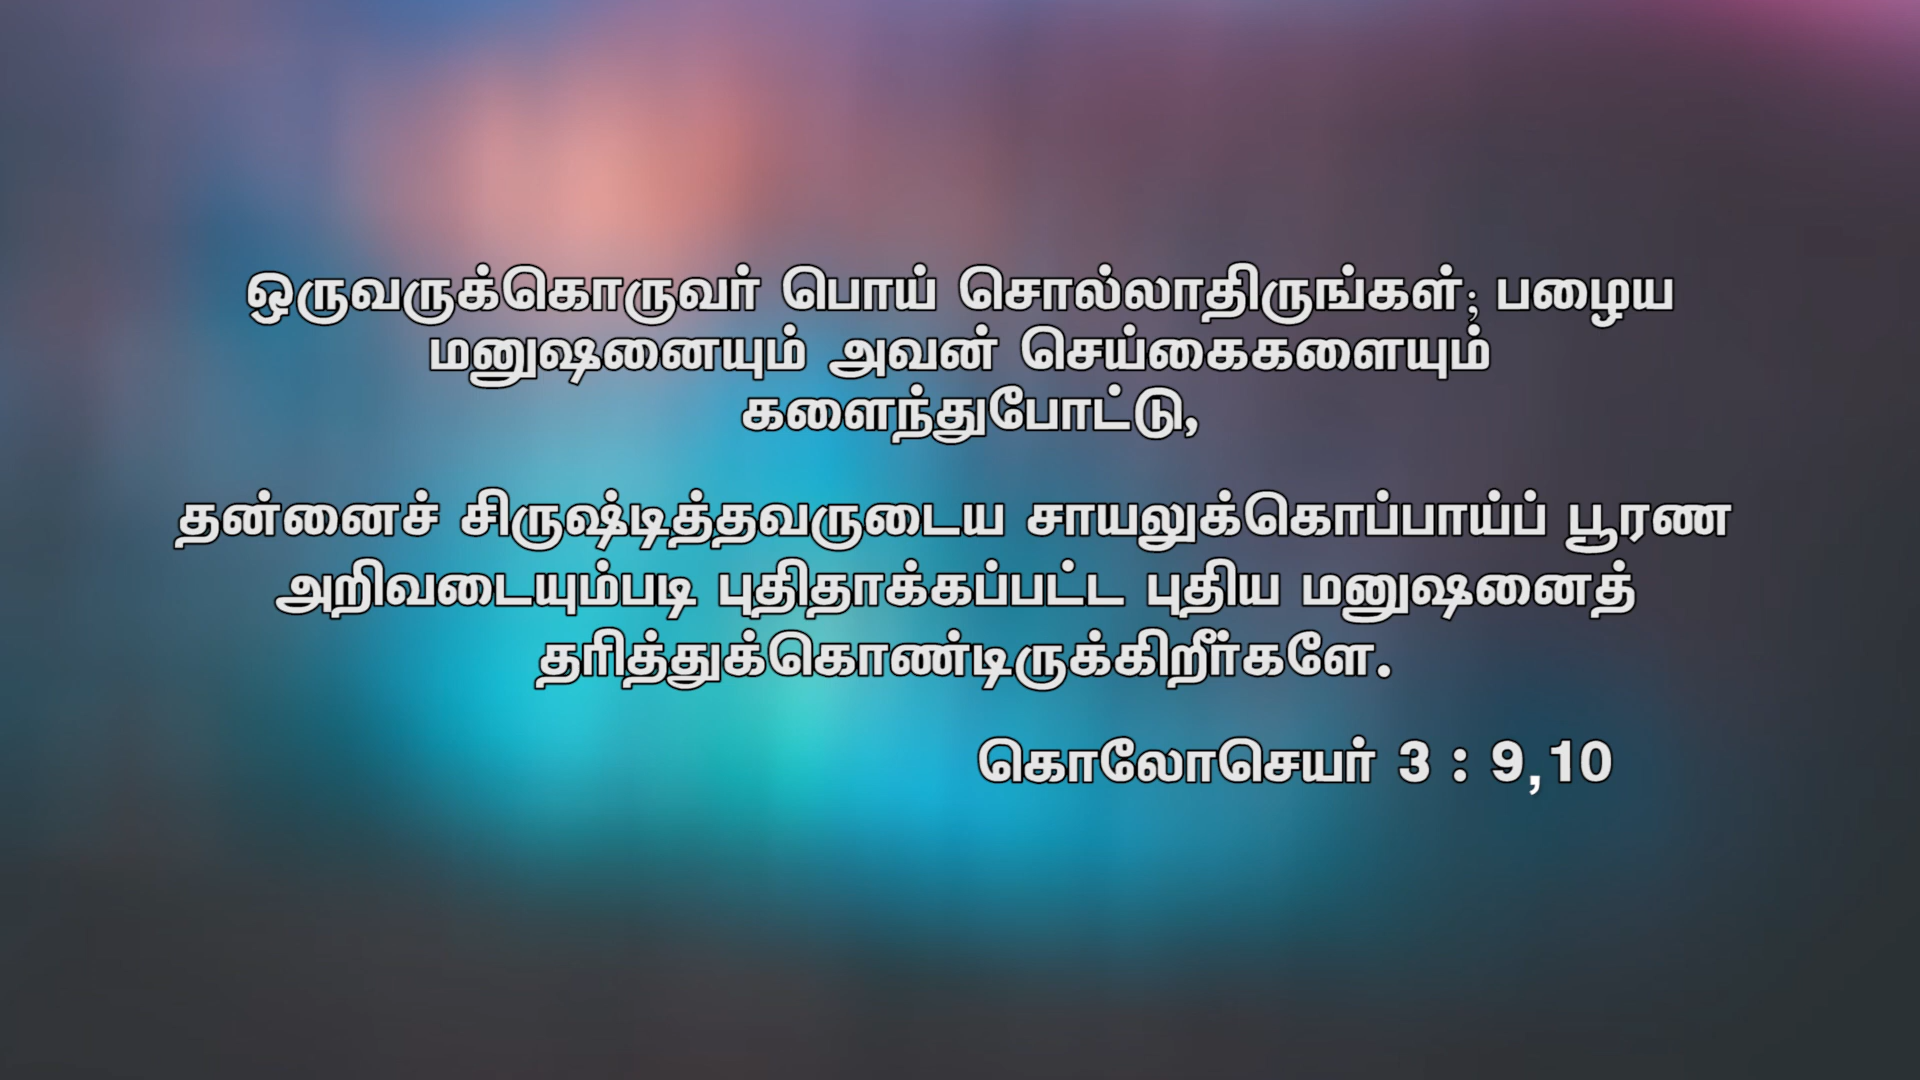 ஒருவருக்கொருவர் பொய் சொல்லாதிருங்கள்; பழைய
மனுஷனையும் அவன் செய்கைகளையும்
களைந்துபோட்டு,
தன்னைச் சிருஷ்டித்தவருடைய சாயலுக்கொப்பாய்ப் பூரண
அறிவடையும்படி புதிதாக்கப்பட்ட புதிய மனுஷனைத்
தரித்துக்கொண்டிருக்கிறீர்களே.
கொலோசெயர் 3 : 9,10